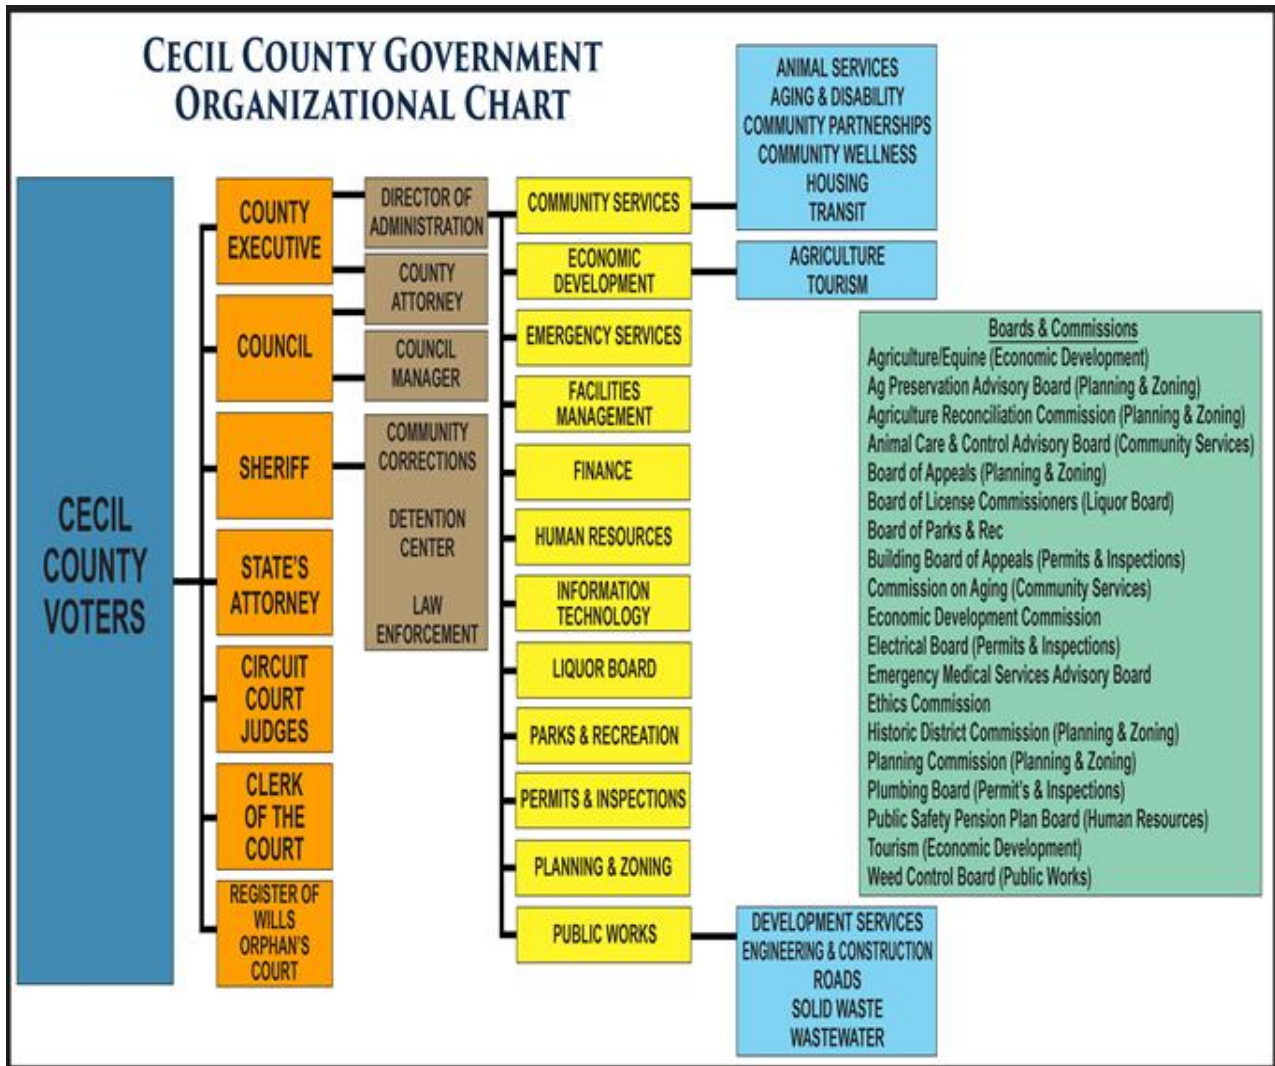 CECIL COUNTY GOVERNMENT
ORGANIZATIONAL CHART
CECIL
COUNTY
VOTERS
COUNTY
EXECUTIVE
COUNCIL
SHERIFF
STATE'S
ATTORNEY
CIRCUIT
COURT
JUDGES
CLERK
OF THE
COURT
REGISTER OF
WILLS
ORPHAN'S
COURT
DIRECTOR OF
ADMINISTRATION
COUNTY
ATTORNEY
COUNCIL
MANAGER
COMMUNITY
CORRECTIONS
DETENTION
CENTER
LAW
ENFORCEMENT
COMMUNITY SERVICES
ECONOMIC
DEVELOPMENT
EMERGENCY SERVICES
FACILITIES
MANAGEMENT
FINANCE
HUMAN RESOURCES
INFORMATION
TECHNOLOGY
LIQUOR BOARD
PARKS & RECREATION
PERMITS & INSPECTIONS
PLANNING & ZONING
PUBLIC WORKS
ANIMAL SERVICES
AGING & DISABILITY
COMMUNITY PARTNERSHIPS
COMMUNITY WELLNESS
HOUSING
TRANSIT
AGRICULTURE
TOURISM
Boards & Commissions
Agriculture/Equine (Economic Development)
Ag Preservation Advisory Board (Planning & Zoning)
Agriculture Reconciliation Commission (Planning & Zoning)
Animal Care & Control Advisory Board (Community Services)
Board of Appeals (Planning & Zoning)
Board of License Commissioners (Liquor Board)
Board of Parks & Rec
Building Board of Appeals (Permits & Inspections)
Commission on Aging (Community Services)
Economic Development Commission
Electrical Board (Permits & Inspections)
Emergency Medical Services Advisory Board
Ethics Commission
Historic District Commission (Planning & Zoning)
Planning Commission (Planning & Zoning)
Plumbing Board (Permit's & Inspections)
Public Safety Pension Plan Board (Human Resources)
Tourism (Economic Development)
Weed Control Board (Public Works)
DEVELOPMENT SERVICES
ENGINEERING & CONSTRUCTION
ROADS
SOLID WASTE
WASTEWATER